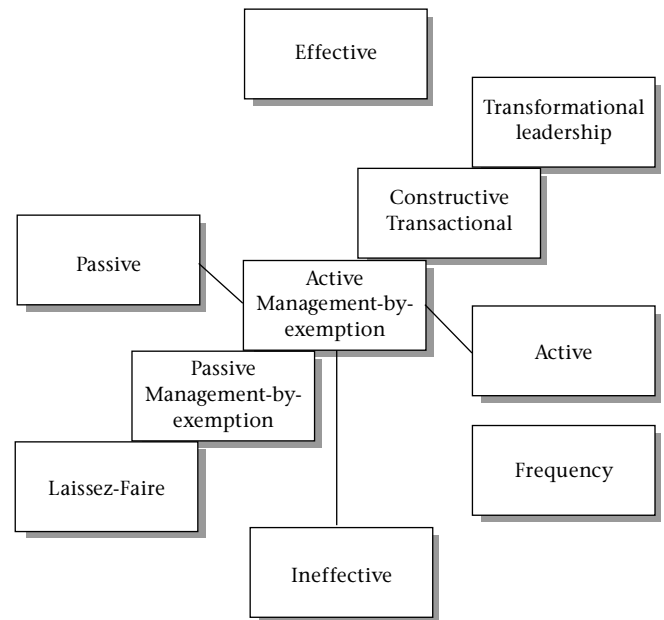 Effective
Transformational
leadership
Constructive
Transactional
Passive
Active
Management-by-
exemption
Active
Passive
Management-by-
exemption
Frequency
Laissez-Faire
Ineffective